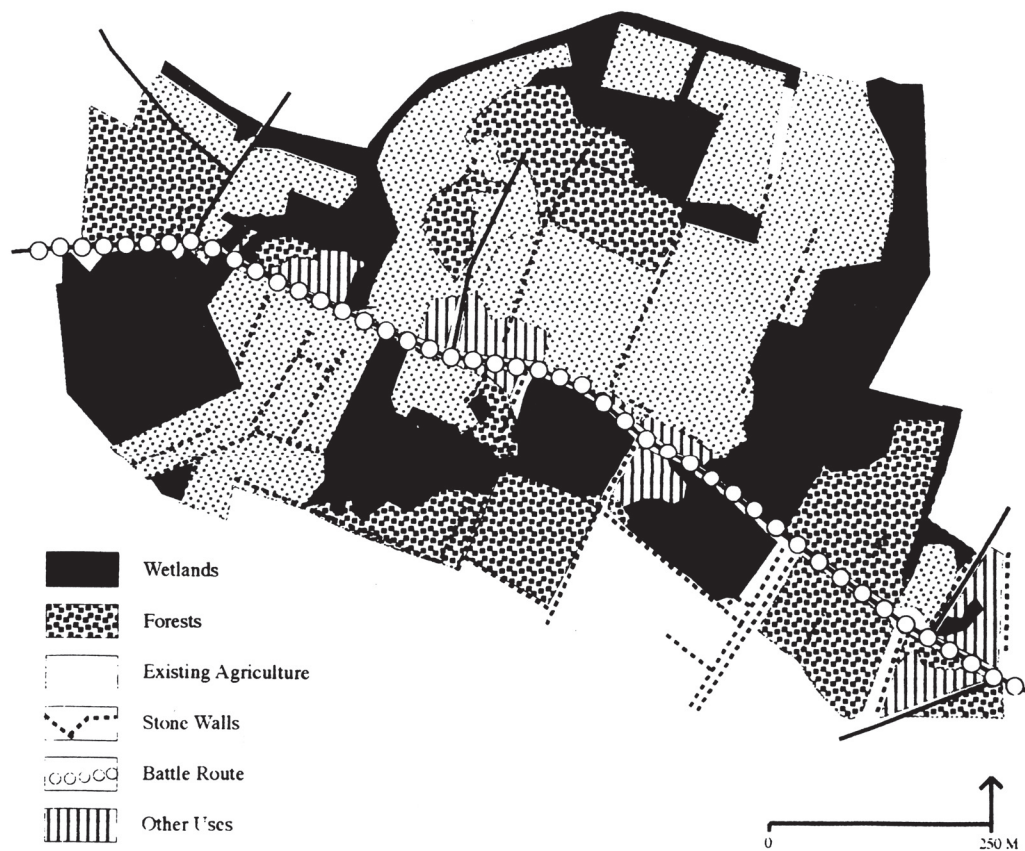 Wetlands
Forests
Existing Agriculture
Stone Walls
Battle Route
Other Uses
0 250 M